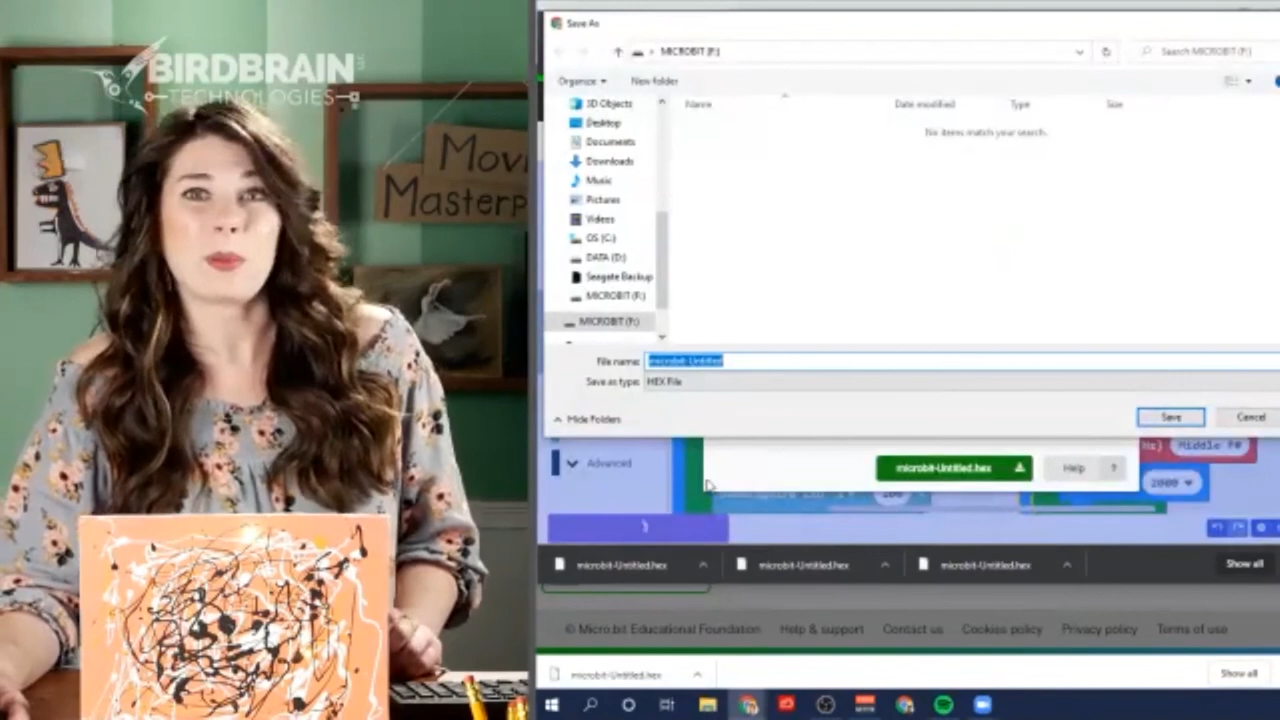 BIRDBRAIN LLC
TECHNOLOGIES
Movi
Masterp
Save As
MICROBIT (F:)
Search MICROBIT (F:)
Organize
New folder
3D Objects
Desktop
Documents
Downloads
Music
Pictures
Videos
OS (C:)
DATA (D:)
Seagate Backup
MICROBIT (F:)
MICROBIT (F:)
Name
Date modified
Type
Size
No items match your search.
File name:
microbit-Untitled
Save as type:
HEX File
Hide Folders
Save
Cancel
Advanced
microbit-Untitled.hex
Help
?
Middle
2000
microbit-Untitled.hex
microbit-Untitled.hex
microbit-Untitled.hex
Show all
© Micro:bit Educational Foundation
Help & support
Contact us
Cookies policy
Privacy policy
Terms of use
microbit-Untitled.hex
Show all